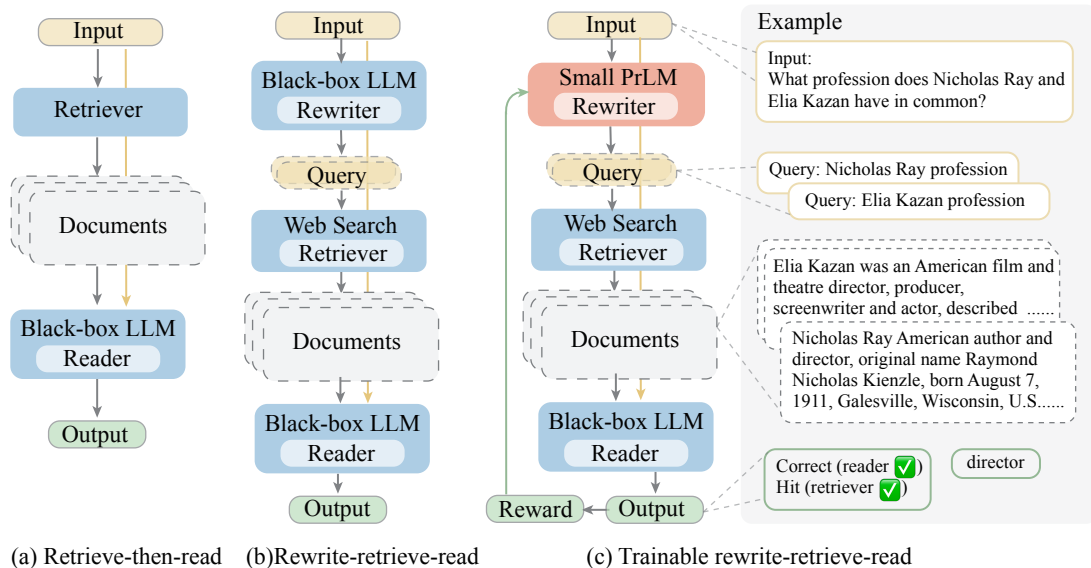 Input
Retriever
Documents
Black-box LLM
Reader
Output
(a) Retrieve-then-read
Input
Black-box LLM
Rewriter
Query
Web Search
Retriever
Documents
Black-box LLM
Reader
Output
(b)Rewrite-retrieve-read
Input
Small PrLM
Rewriter
Query
Web Search
Retriever
Documents
Black-box LLM
Reader
Reward
Output
(c) Trainable rewrite-retrieve-read
Example
Input:
What profession does Nicholas Ray and
Elia Kazan have in common?
Query: Nicholas Ray profession
Query: Elia Kazan profession
Elia Kazan was an American film and
theatre director, producer,
screenwriter and actor, described ......
Nicholas Ray American author and
director, original name Raymond
Nicholas Kienzle, born August 7,
1911, Galesville, Wisconsin, U.S......
Correct (reader ✅)
Hit (retriever ✅)
director